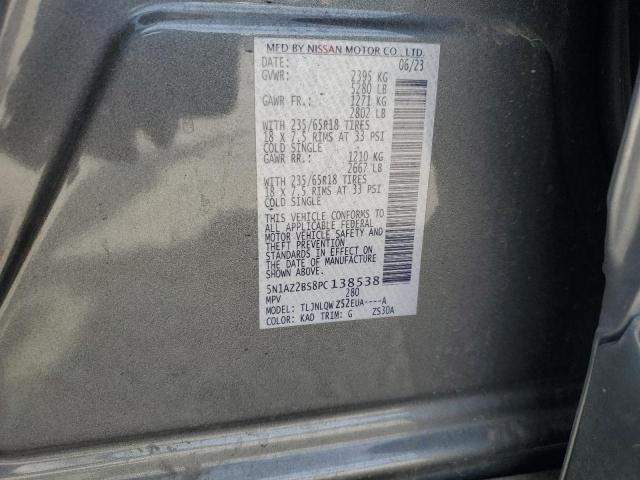 MFD BY NISSAN MOTOR CO., LTD.
DATE: 06/23
GVWR: 2395 KG
5280 LB
GAWR FR.: 1271 KG
2802 LB
WITH 235/65R18 TIRES
18 X 7.5 RIMS AT 33 PSI
COLD SINGLE
GAWR RR.: 1210 KG
2667 LB
WITH 235/65R18 TIRES
18 X 7.5 RIMS AT 33 PSI
COLD SINGLE
THIS VEHICLE CONFORMS TO
ALL APPLICABLE FEDERAL
MOTOR VEHICLE SAFETY AND
THEFT PREVENTION
STANDARDS IN EFFECT ON
THE DATE OF MANUFACTURE
SHOWN ABOVE.
5N1AZ2BS8PC138538
MPV 280
MODEL: TLJNLQWZS2EUA----A
COLOR: KAD TRIM: G ZS30A